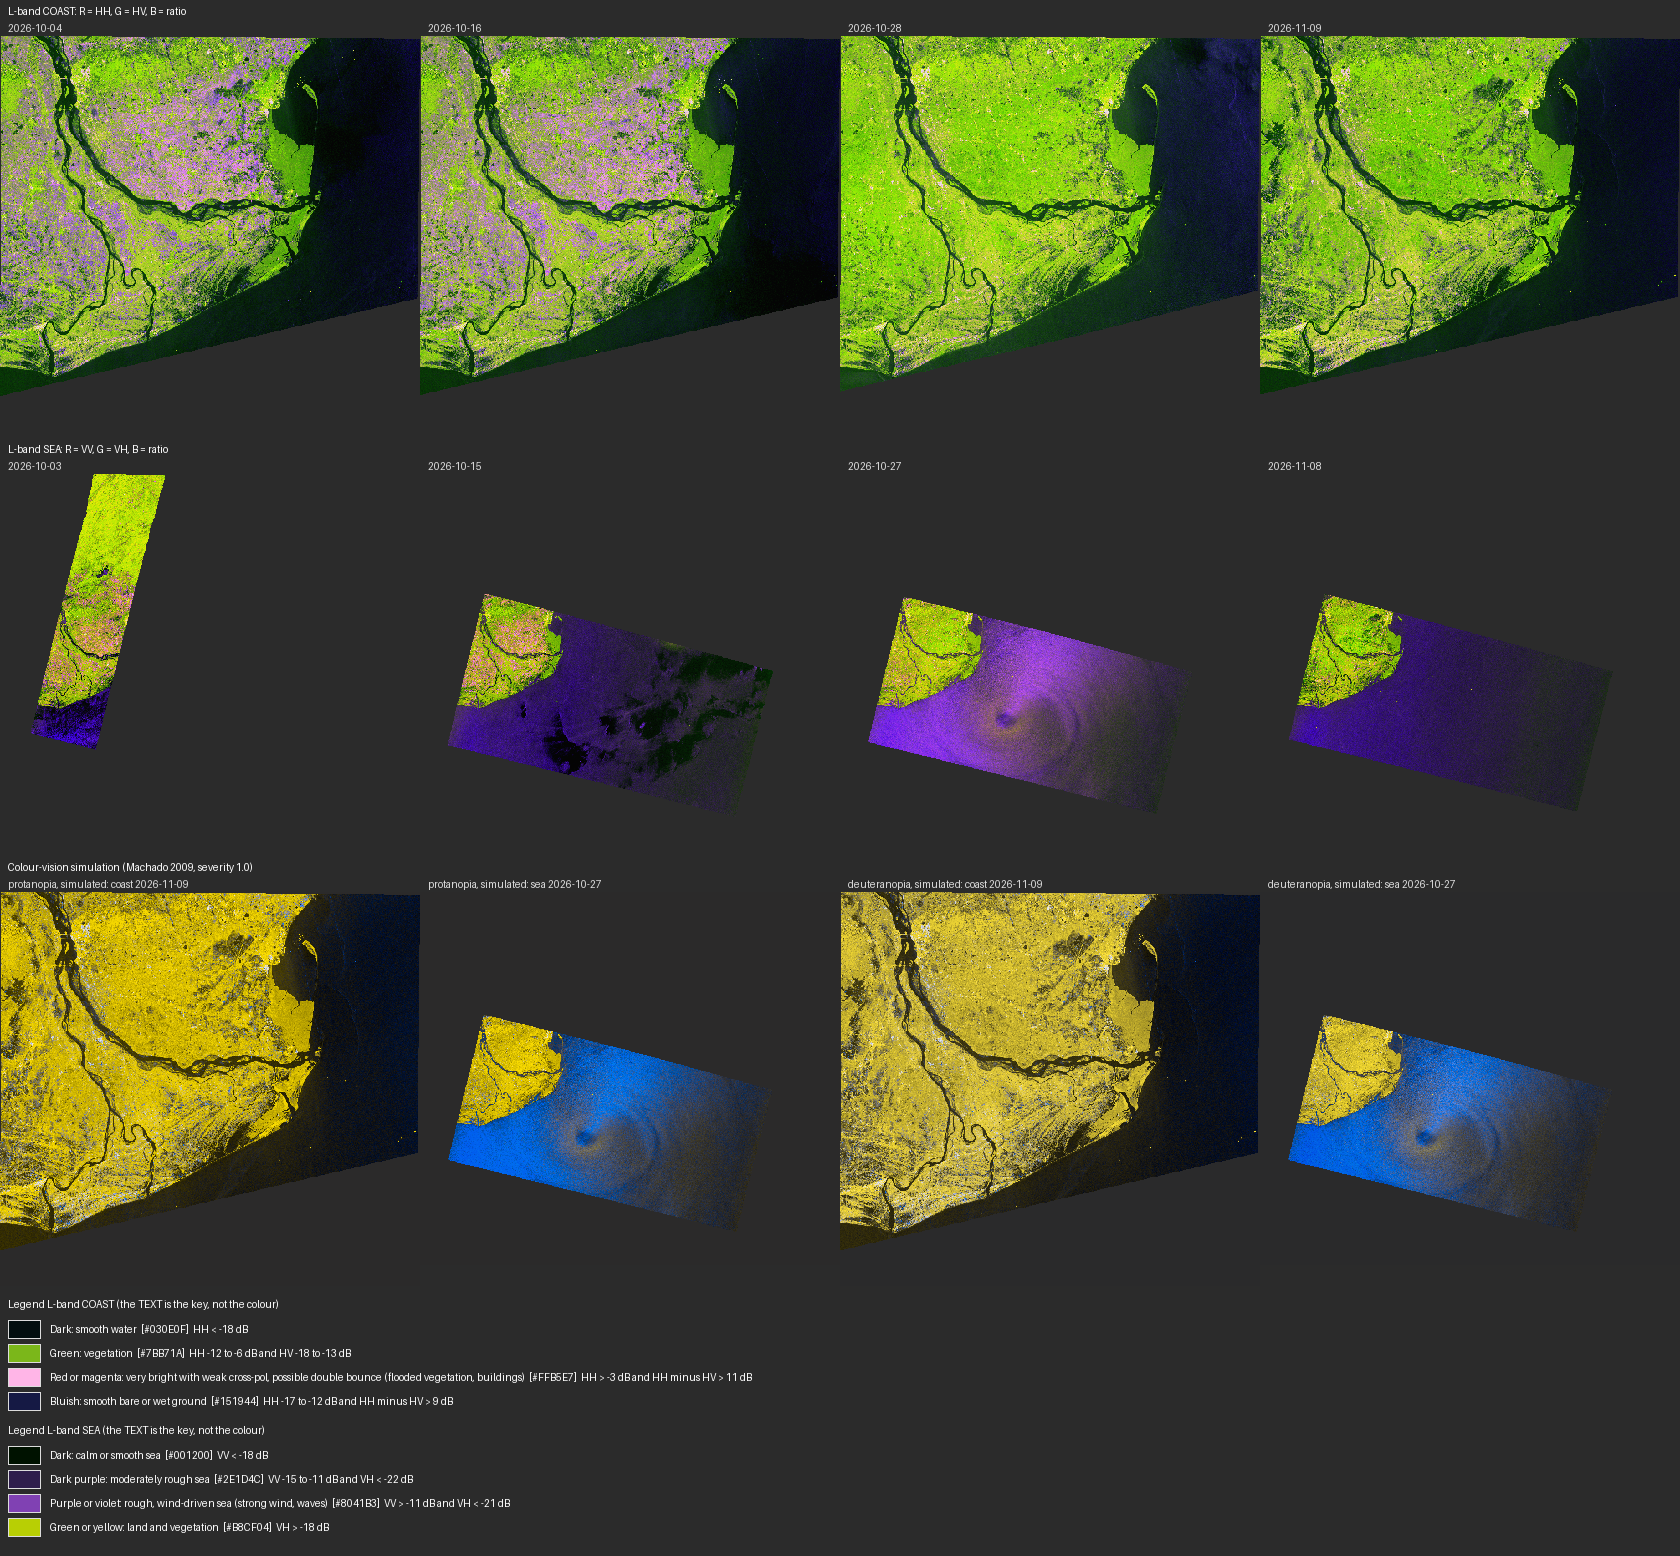 L-band COAST: R = HH, G = HV, B = ratio
2026-10-04
2026-10-16
2026-10-28
2026-11-09
L-band SEA: R = VV, G = VH, B = ratio
2026-10-03
2026-10-15
2026-10-27
2026-11-08
Colour-vision simulation (Machado 2009, severity 1.0)
protanopia, simulated: coast 2026-11-09
protanopia, simulated: sea 2026-10-27
deuteranopia, simulated: coast 2026-11-09
deuteranopia, simulated: sea 2026-10-27
Legend L-band COAST (the TEXT is the key, not the colour)
Dark: smooth water [#030E0F] HH < -18 dB
Green: vegetation [#7BB71A] HH -12 to -6 dB and HV -18 to -13 dB
Red or magenta: very bright with weak cross-pol, possible double bounce (flooded vegetation, buildings) [#FFB5E7] HH > -3 dB and HH minus HV > 11 dB
Bluish: smooth bare or wet ground [#151944] HH -17 to -12 dB and HH minus HV > 9 dB
Legend L-band SEA (the TEXT is the key, not the colour)
Dark: calm or smooth sea [#001200] VV < -18 dB
Dark purple: moderately rough sea [#2E1D4C] VV -15 to -11 dB and VH < -22 dB
Purple or violet: rough, wind-driven sea (strong wind, waves) [#8041B3] VV > -11 dB and VH < -21 dB
Green or yellow: land and vegetation [#B8CF04] VH > -18 dB